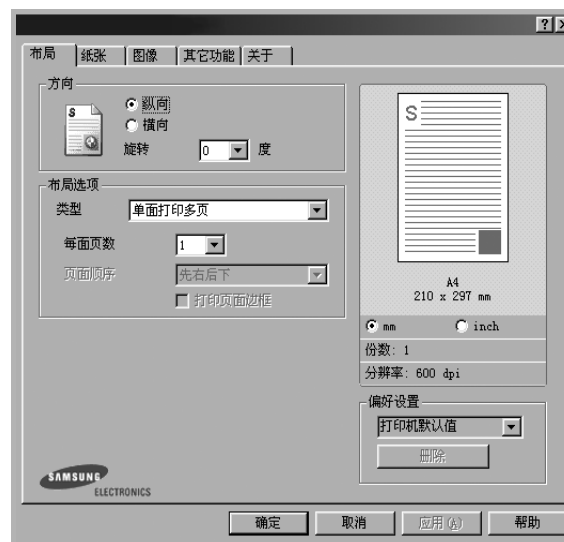 布局 纸张 图像 其它功能 关于
方向
S
纵向
横向
旋转 0 度
布局选项
类型 单面打印多页
每面页数 1
页面顺序 先右后下
打印页面边框
S
A4
210 x 297 mm
mm inch
份数: 1
分辨率: 600 dpi
偏好设置
打印机默认值
删除
SAMSUNG
ELECTRONICS
确定 取消 应用(A) 帮助